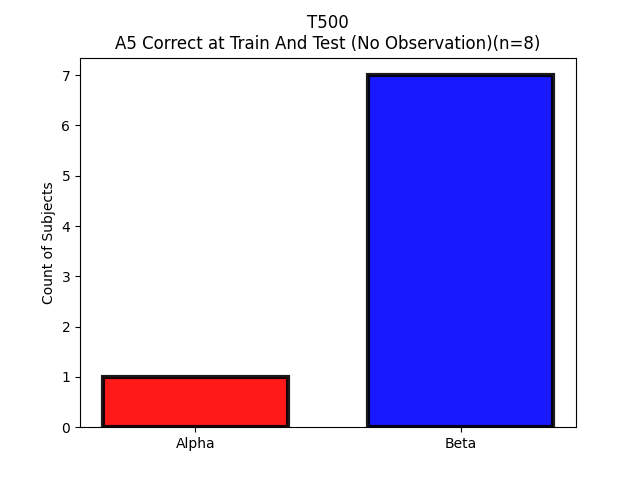 T500
A5 Correct at Train And Test (No Observation)(n=8)
Count of Subjects
7
6
5
4
3
2
1
0
Alpha
Beta